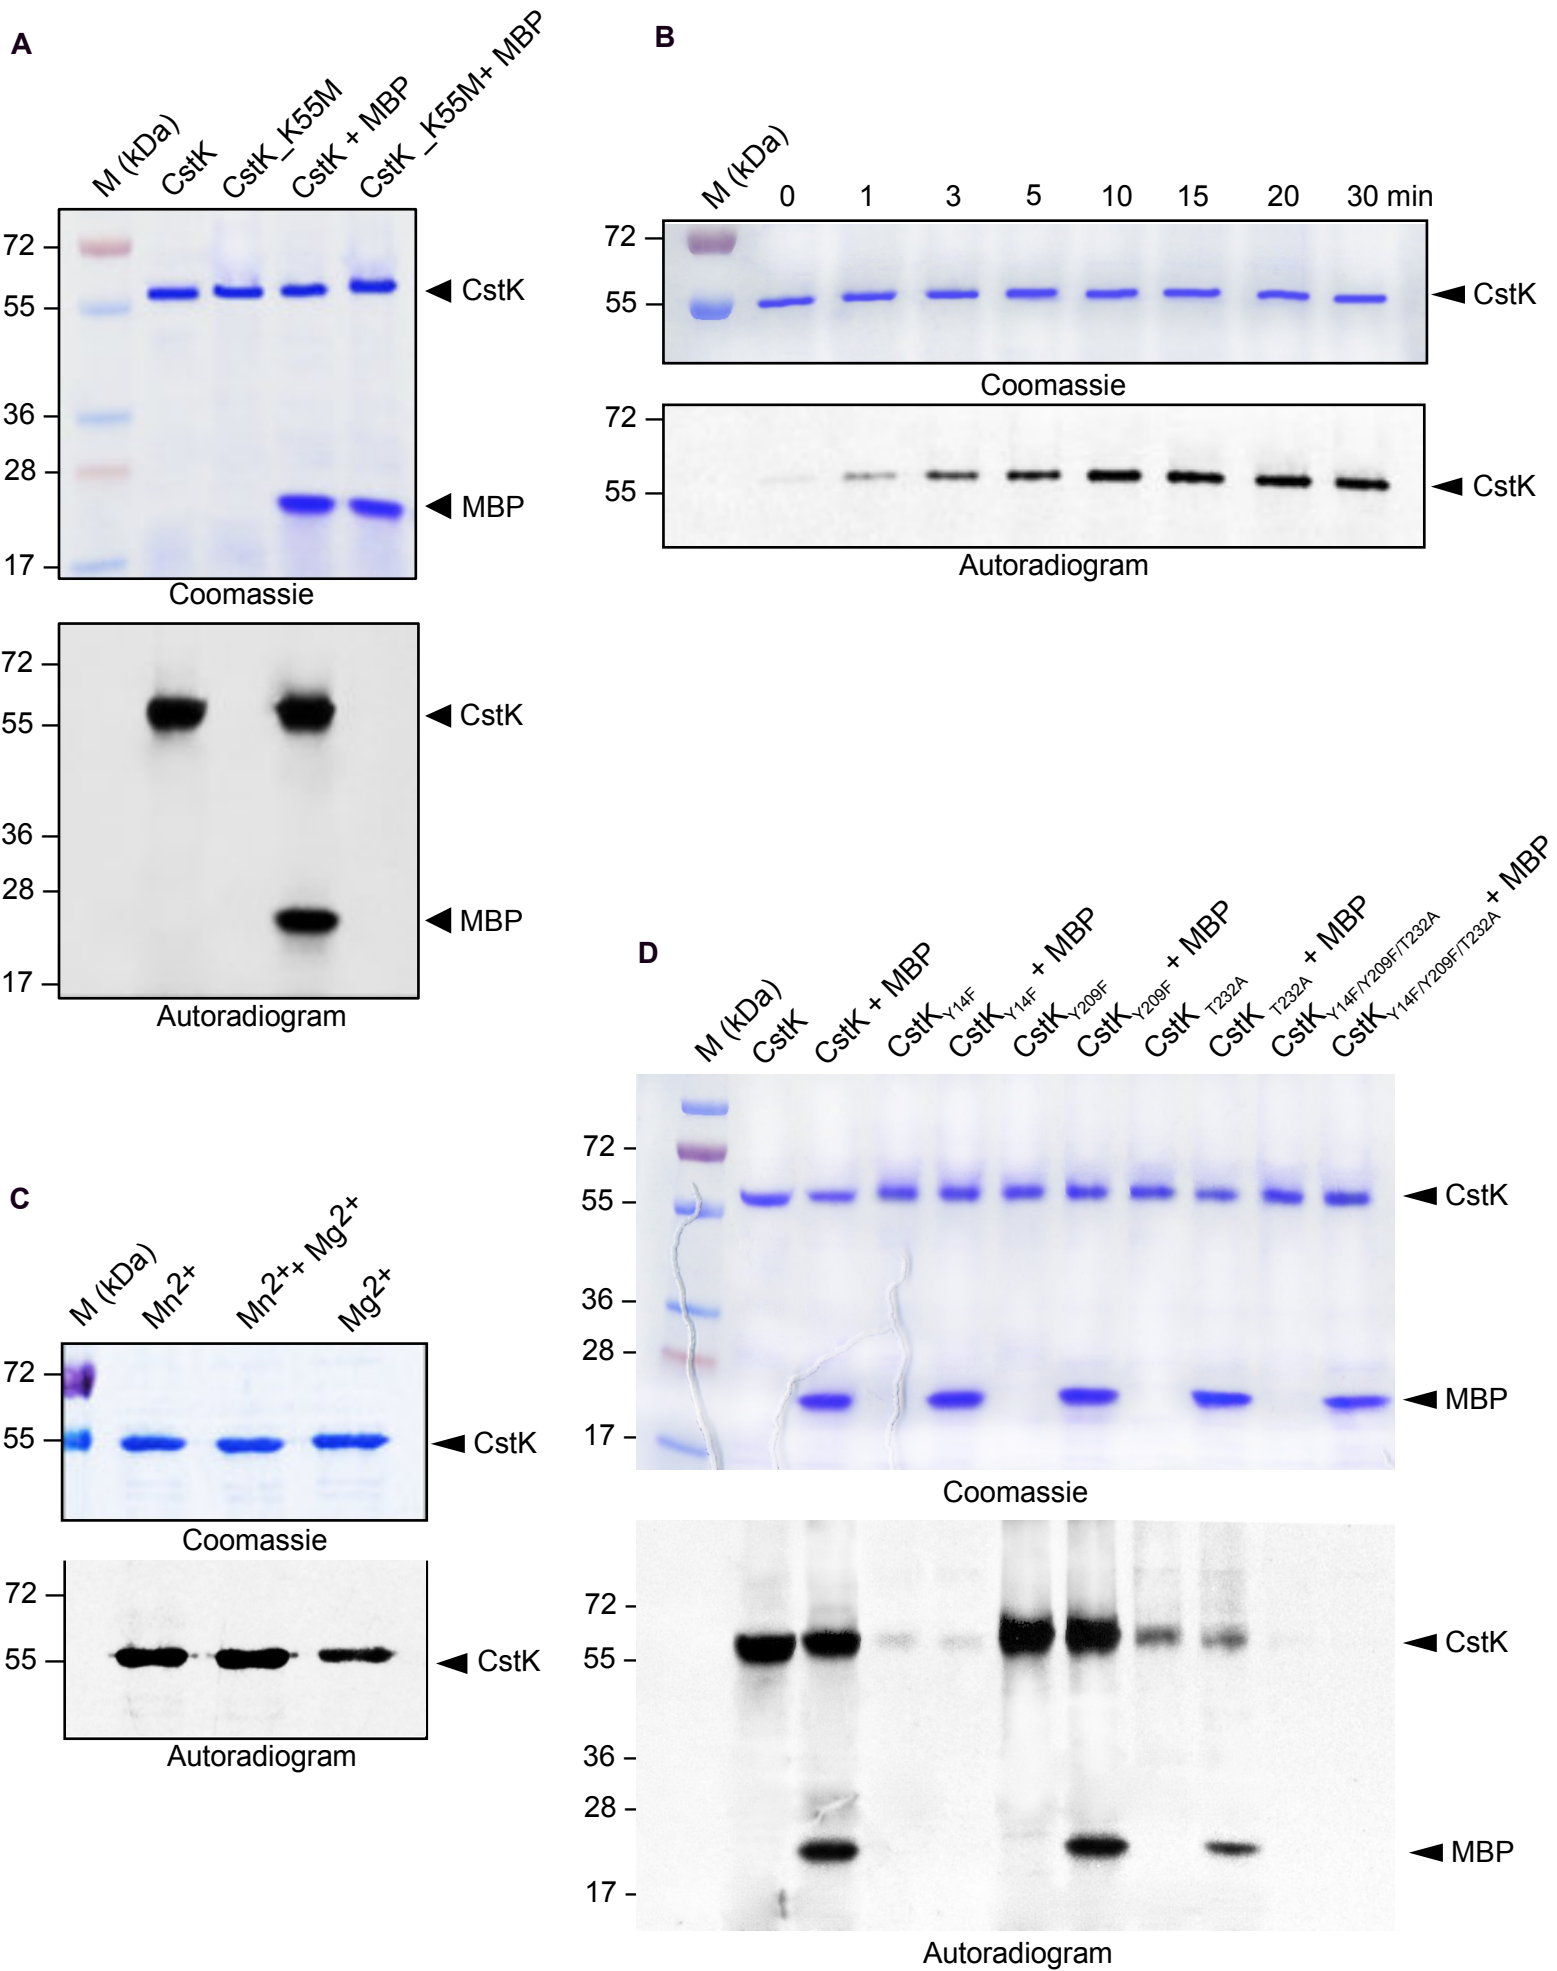 A
M (kDa)
CstK
CstK_K55M
CstK + MBP
CstK _K55M+ MBP
72
55
36
28
17
CstK
MBP
Coomassie
72
55
36
28
17
CstK
MBP
Autoradiogram
B
M (kDa)
0 1 3 5 10 15 20 30 min
72
55
CstK
Coomassie
72
55
CstK
Autoradiogram
C
M (kDa)
Mn2+
Mn2++ Mg2+
Mg2+
72
55
CstK
Coomassie
72
55
CstK
Autoradiogram
D
M (kDa)
CstK
CstK + MBP
CstKY14F
CstKY14F + MBP
CstKY209F
CstKY209F + MBP
CstK T232A
CstK T232A + MBP
CstKY14F/Y209F/T232A
CstKY14F/Y209F/T232A + MBP
72
55
36
28
17
CstK
MBP
Coomassie
72
55
36
28
17
CstK
MBP
Autoradiogram